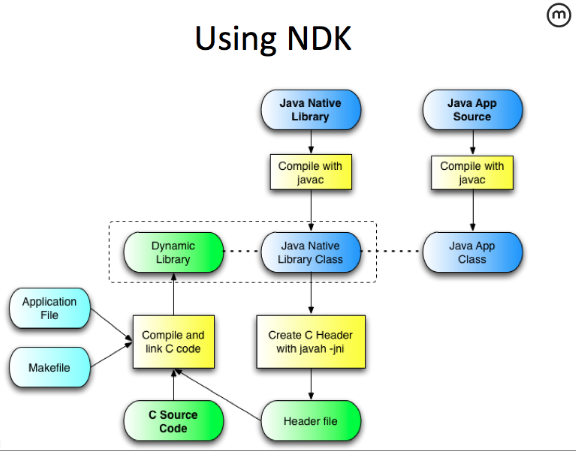 m
Using NDK
Java Native
Library
Java App
Source
Compile with
javac
Compile with
javac
Dynamic
Library
Java Native
Library Class
Java App
Class
Application
File
Makefile
Compile and
link C code
Create C Header
with javah -jni
C Source
Code
Header file